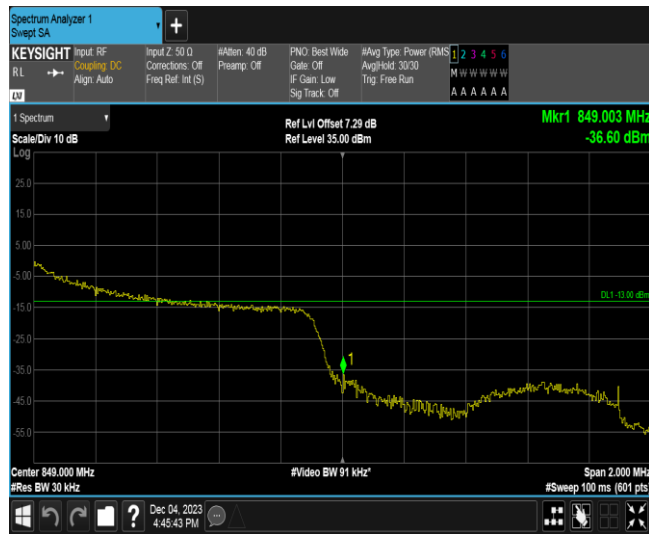 Spectrum Analyzer 1
Swept SA
+
KEYSIGHT
RL
LXI
Input: RF
Coupling: DC
Align: Auto
Input Z: 50 Ω
Corrections: Off
Freq Ref: Int (S)
#Atten: 40 dB
Preamp: Off
PNO: Best Wide
Gate: Off
IF Gain: Low
Sig Track: Off
#Avg Type: Power (RMS
Avg|Hold: 30/30
Trig: Free Run
1 2 3 4 5 6
M W W W W W
A A A A A A
1 Spectrum
Scale/Div 10 dB
Log
Ref Lvl Offset 7.29 dB
Ref Level 35.00 dBm
Mkr1 849.003 MHz
-36.60 dBm
25.0
15.0
5.00
-5.00
-15.0
-25.0
-35.0
-45.0
-55.0
DL1 -13.00 dBm
1
Center 849.000 MHz
#Res BW 30 kHz
#Video BW 91 kHz*
Span 2.000 MHz
#Sweep 100 ms (601 pts)
?
Dec 04, 2023
4:45:43 PM